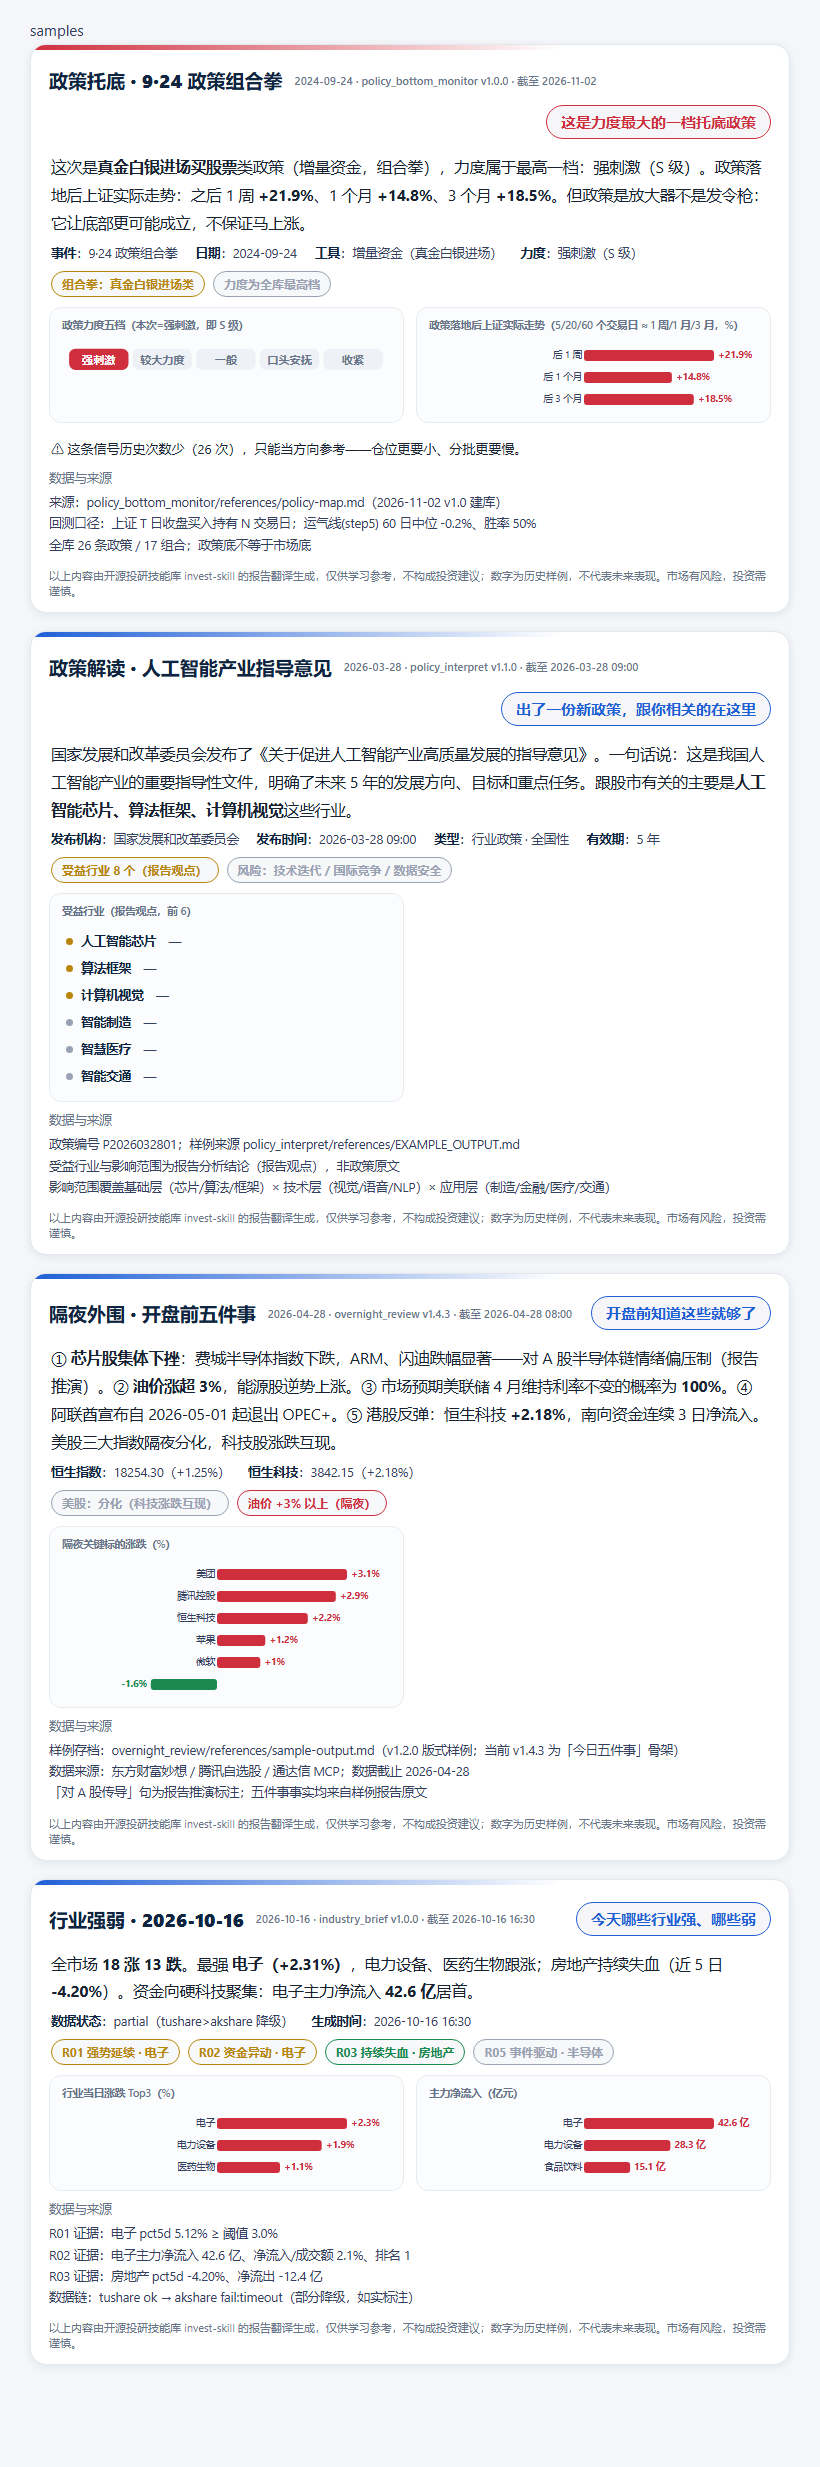 samples
政策托底 · 9·24 政策组合拳 2024-09-24 · policy_bottom_monitor v1.0.0 · 截至 2026-11-02
这是力度最大的一档托底政策
这次是真金白银进场买股票类政策（增量资金，组合拳），力度属于最高一档：强刺激（S 级）。政策落
地后上证实际走势：之后 1 周 +21.9%、1 个月 +14.8%、3 个月 +18.5%。但政策是放大器不是发令枪：
它让底部更可能成立，不保证马上涨。
事件：9·24 政策组合拳 日期：2024-09-24 工具：增量资金（真金白银进场） 力度：强刺激（S 级）
组合拳：真金白银进场类 力度为全库最高档
政策力度五档（本次=强刺激，即 S 级）
强刺激 较大力度 一般 口头安抚 收紧
政策落地后上证实际走势（5/20/60 个交易日 ≈ 1 周/1 月/3 月，%）
后 1 周 +21.9%
后 1 个月 +14.8%
后 3 个月 +18.5%
⚠ 这条信号历史次数少（26 次），只能当方向参考——仓位更要小、分批更要慢。
数据与来源
来源：policy_bottom_monitor/references/policy-map.md（2026-11-02 v1.0 建库）
回测口径：上证 T 日收盘买入持有 N 交易日；运气线(step5) 60 日中位 -0.2%、胜率 50%
全库 26 条政策 / 17 组合；政策底不等于市场底
以上内容由开源投研技能库 invest-skill 的报告翻译生成，仅供学习参考，不构成投资建议；数字为历史样例，不代表未来表现。市场有风险，投资需
谨慎。
政策解读 · 人工智能产业指导意见 2026-03-28 · policy_interpret v1.1.0 · 截至 2026-03-28 09:00
出了一份新政策，跟你相关的在这里
国家发展和改革委员会发布了《关于促进人工智能产业高质量发展的指导意见》。一句话说：这是我国人
工智能产业的重要指导性文件，明确了未来 5 年的发展方向、目标和重点任务。跟股市有关的主要是人工
智能芯片、算法框架、计算机视觉这些行业。
发布机构：国家发展和改革委员会 发布时间：2026-03-28 09:00 类型：行业政策 · 全国性 有效期：5 年
受益行业 8 个（报告观点） 风险：技术迭代 / 国际竞争 / 数据安全
受益行业（报告观点，前 6）
人工智能芯片 —
算法框架 —
计算机视觉 —
智能制造 —
智慧医疗 —
智能交通 —
数据与来源
政策编号 P2026032801；样例来源 policy_interpret/references/EXAMPLE_OUTPUT.md
受益行业与影响范围为报告分析结论（报告观点），非政策原文
影响范围覆盖基础层（芯片/算法/框架）× 技术层（视觉/语音/NLP）× 应用层（制造/金融/医疗/交通）
以上内容由开源投研技能库 invest-skill 的报告翻译生成，仅供学习参考，不构成投资建议；数字为历史样例，不代表未来表现。市场有风险，投资需
谨慎。
隔夜外围 · 开盘前五件事 2026-04-28 · overnight_review v1.4.3 · 截至 2026-04-28 08:00
开盘前知道这些就够了
① 芯片股集体下挫：费城半导体指数下跌，ARM、闪迪跌幅显著——对 A 股半导体链情绪偏压制（报告
推演）。② 油价涨超 3%，能源股逆势上涨。③ 市场预期美联储 4 月维持利率不变的概率为 100%。④
阿联酋宣布自 2026-05-01 起退出 OPEC+。⑤ 港股反弹：恒生科技 +2.18%，南向资金连续 3 日净流入。
美股三大指数隔夜分化，科技股涨跌互现。
恒生指数：18254.30（+1.25%） 恒生科技：3842.15（+2.18%）
美股：分化（科技涨跌互现） 油价 +3% 以上（隔夜）
隔夜关键标的涨跌（%）
美团 +3.1%
腾讯控股 +2.9%
恒生科技 +2.2%
苹果 +1.2%
微软 +1%
-1.6%
数据与来源
样例存档：overnight_review/references/sample-output.md（v1.2.0 版式样例；当前 v1.4.3 为「今日五件事」骨架）
数据来源：东方财富妙想 / 腾讯自选股 / 通达信 MCP；数据截止 2026-04-28
「对 A 股传导」句为报告推演标注；五件事事实均来自样例报告原文
以上内容由开源投研技能库 invest-skill 的报告翻译生成，仅供学习参考，不构成投资建议；数字为历史样例，不代表未来表现。市场有风险，投资需
谨慎。
行业强弱 · 2026-10-16 2026-10-16 · industry_brief v1.0.0 · 截至 2026-10-16 16:30
今天哪些行业强、哪些弱
全市场 18 涨 13 跌。最强 电子（+2.31%），电力设备、医药生物跟涨；房地产持续失血（近 5 日
-4.20%）。资金向硬科技聚集：电子主力净流入 42.6 亿居首。
数据状态：partial（tushare>akshare 降级） 生成时间：2026-10-16 16:30
R01 强势延续 · 电子 R02 资金异动 · 电子 R03 持续失血 · 房地产 R05 事件驱动 · 半导体
行业当日涨跌 Top3（%）
电子 +2.3%
电力设备 +1.9%
医药生物 +1.1%
主力净流入（亿元）
电子 42.6 亿
电力设备 28.3 亿
食品饮料 15.1 亿
数据与来源
R01 证据：电子 pct5d 5.12% ≥ 阈值 3.0%
R02 证据：电子主力净流入 42.6 亿、净流入/成交额 2.1%、排名 1
R03 证据：房地产 pct5d -4.20%、净流出 -12.4 亿
数据链：tushare ok → akshare fail:timeout（部分降级，如实标注）
以上内容由开源投研技能库 invest-skill 的报告翻译生成，仅供学习参考，不构成投资建议；数字为历史样例，不代表未来表现。市场有风险，投资需
谨慎。